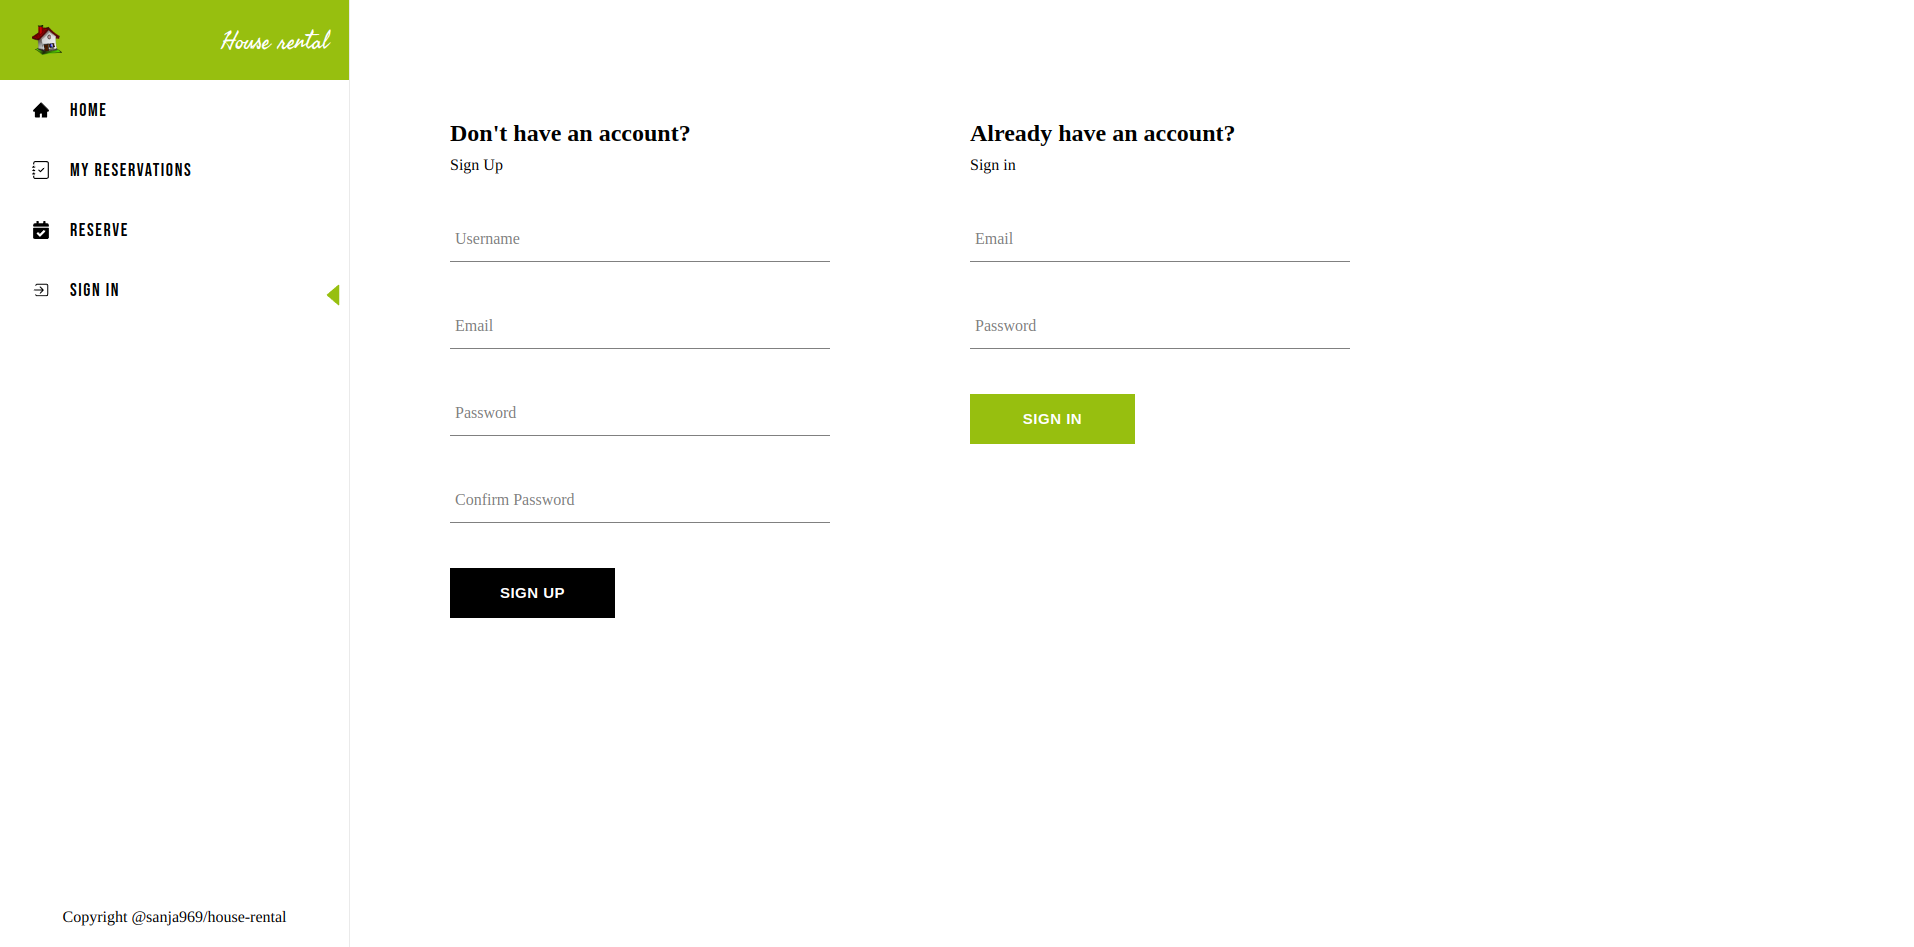 House rental
HOME
MY RESERVATIONS
RESERVE
SIGN IN
Copyright @sanja969/house-rental
Don't have an account?
Sign Up
Username
Email
Password
Confirm Password
SIGN UP
Already have an account?
Sign in
Email
Password
SIGN IN